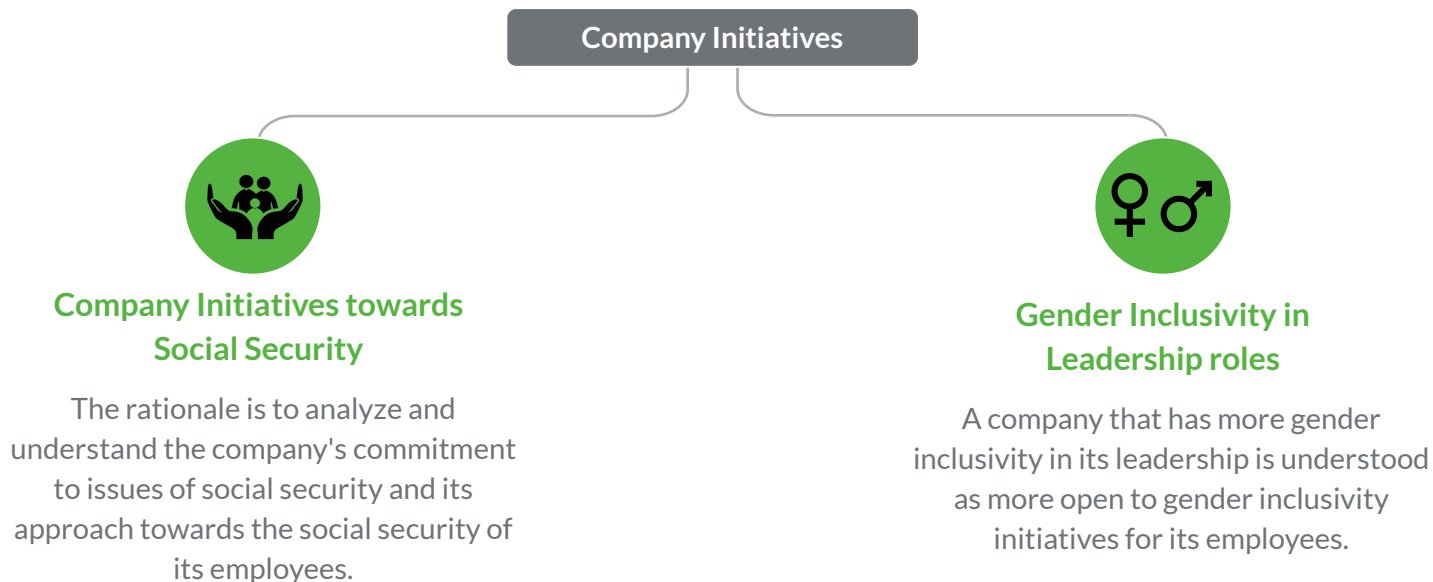 Company Initiatives
Company Initiatives towards
Social Security
The rationale is to analyze and
understand the company's commitment
to issues of social security and its
approach towards the social security of
its employees.
Gender Inclusivity in
Leadership roles
A company that has more gender
inclusivity in its leadership is understood
as more open to gender inclusivity
initiatives for its employees.